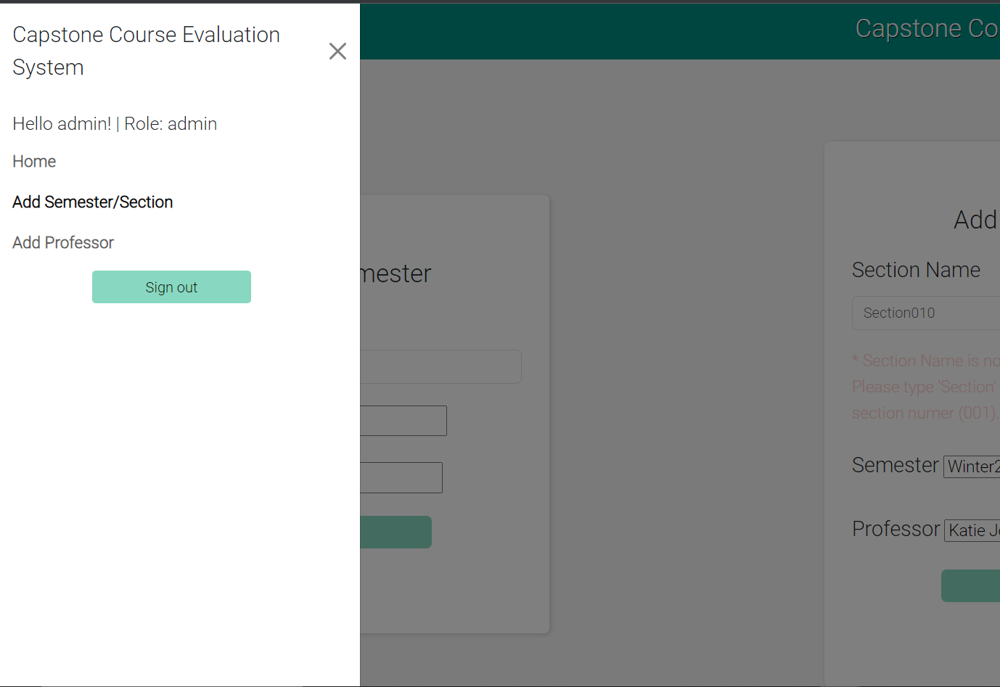 Capstone Course Evaluation
System
Hello admin! | Role: admin
Home
Add Semester/Section
Add Professor
Sign out
Capstone Co
mester
Add
Section Name
Section010
* Section Name is no
Please type 'Section'
section numer (001).
Semester Winter2
Professor Katie Jo